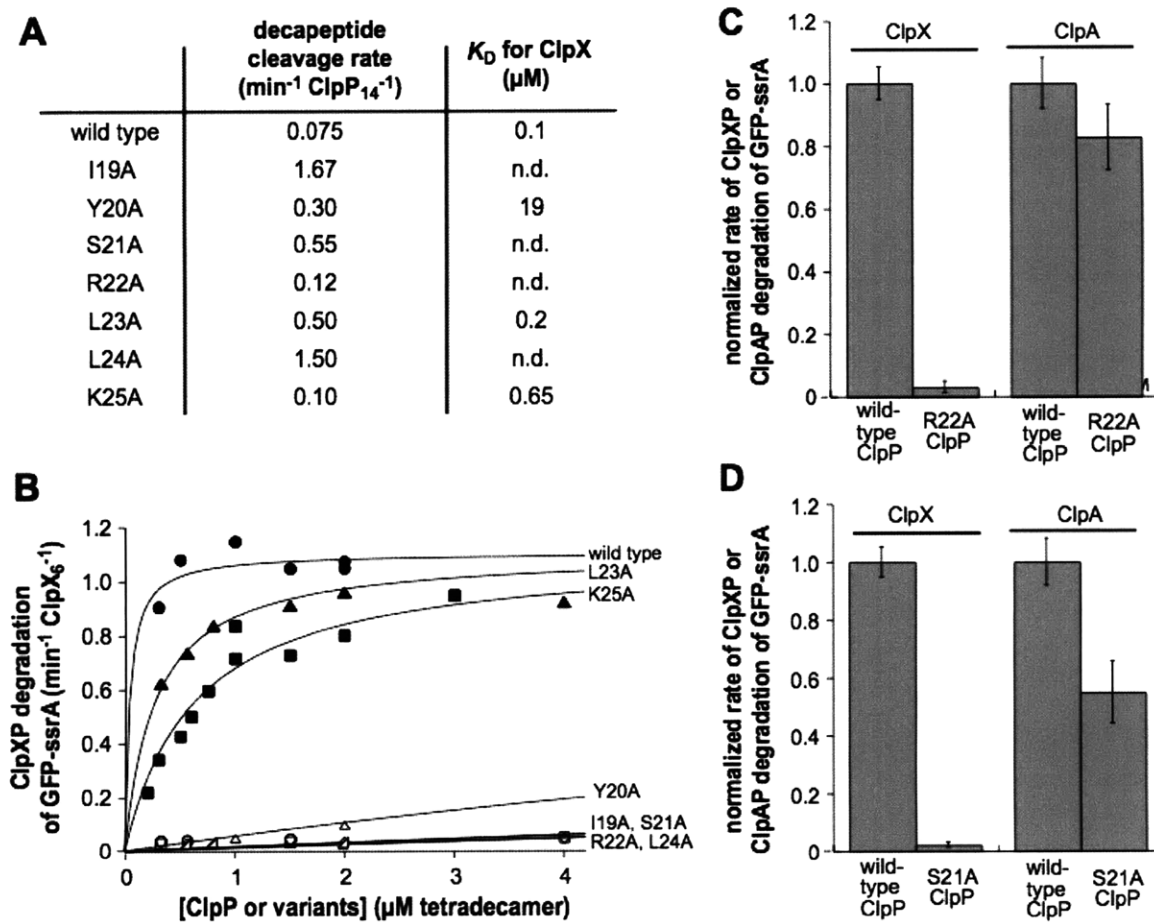 A
decapeptide
cleavage rate
(min⁻¹ ClpP₁₄⁻¹)
K_D for ClpX
(µM)
wild type 0.075 0.1
I19A 1.67 n.d.
Y20A 0.30 19
S21A 0.55 n.d.
R22A 0.12 n.d.
L23A 0.50 0.2
L24A 1.50 n.d.
K25A 0.10 0.65
B
ClpXP degradation
of GFP-ssrA (min⁻¹ ClpX₆⁻¹)
1.2
1.0
0.8
0.6
0.4
0.2
0
wild type
L23A
K25A
Y20A
I19A, S21A
R22A, L24A
0 1 2 3 4
[ClpP or variants] (µM tetradecamer)
C
normalized rate of ClpXP or
ClpAP degradation of GFP-ssrA
1.2
1.0
0.8
0.6
0.4
0.2
0
ClpX ClpA
wild-
type
ClpP
R22A
ClpP
wild-
type
ClpP
R22A
ClpP
M
D
normalized rate of ClpXP or
ClpAP degradation of GFP-ssrA
1.2
1.0
0.8
0.6
0.4
0.2
0
ClpX ClpA
wild-
type
ClpP
S21A
ClpP
wild-
type
ClpP
S21A
ClpP